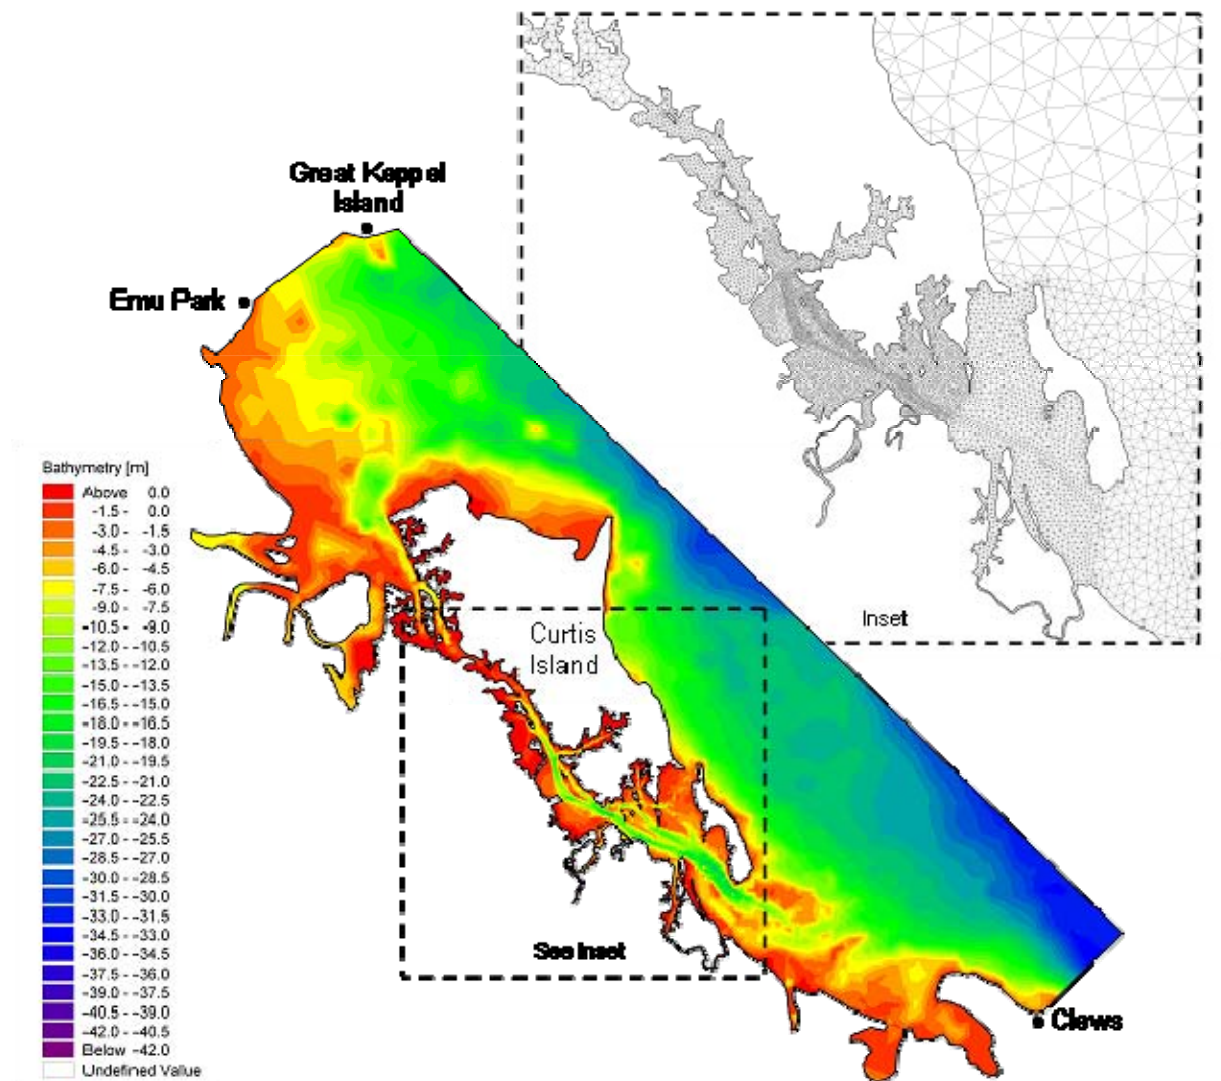 Great Keppel
Island
Emu Park
Bathymetry [m]
Above 0.0
-1.5 - 0.0
-3.0 - -1.5
-4.5 - -3.0
-6.0 - -4.5
-7.5 - -6.0
-9.0 - -7.5
-10.5 - -9.0
-12.0 - -10.5
-13.5 - -12.0
-15.0 - -13.5
-16.5 - -15.0
-18.0 - -16.5
-19.5 - -18.0
-21.0 - -19.5
-22.5 - -21.0
-24.0 - -22.5
-25.5 - -24.0
-27.0 - -25.5
-28.5 - -27.0
-30.0 - -28.5
-31.5 - -30.0
-33.0 - -31.5
-34.5 - -33.0
-36.0 - -34.5
-37.5 - -36.0
-39.0 - -37.5
-40.5 - -39.0
-42.0 - -40.5
Below -42.0
Undefined Value
Inset
Curtis
Island
See Inset
Clews